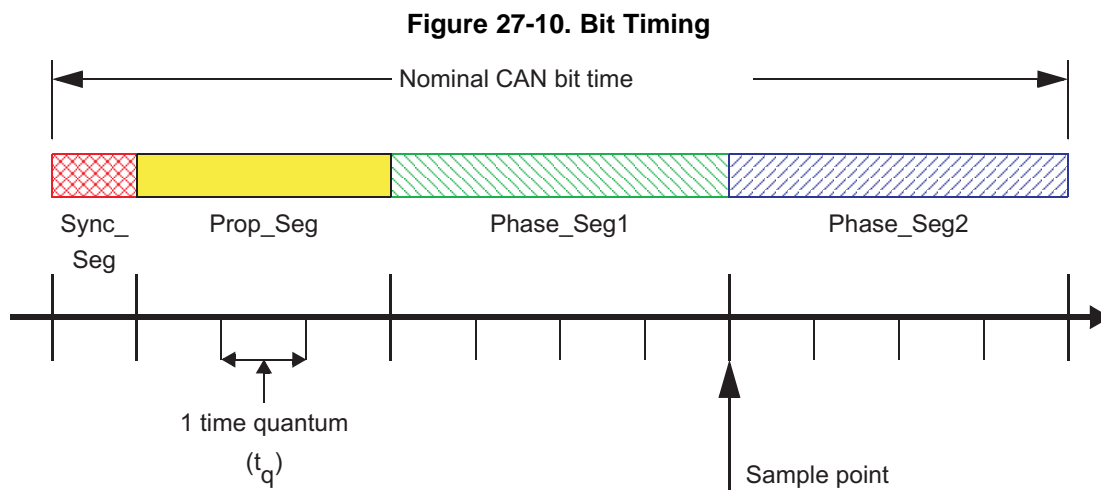 Figure 27-10. Bit Timing
Nominal CAN bit time
Sync_
Seg
Prop_Seg
Phase_Seg1
Phase_Seg2
1 time quantum
(tq)
Sample point